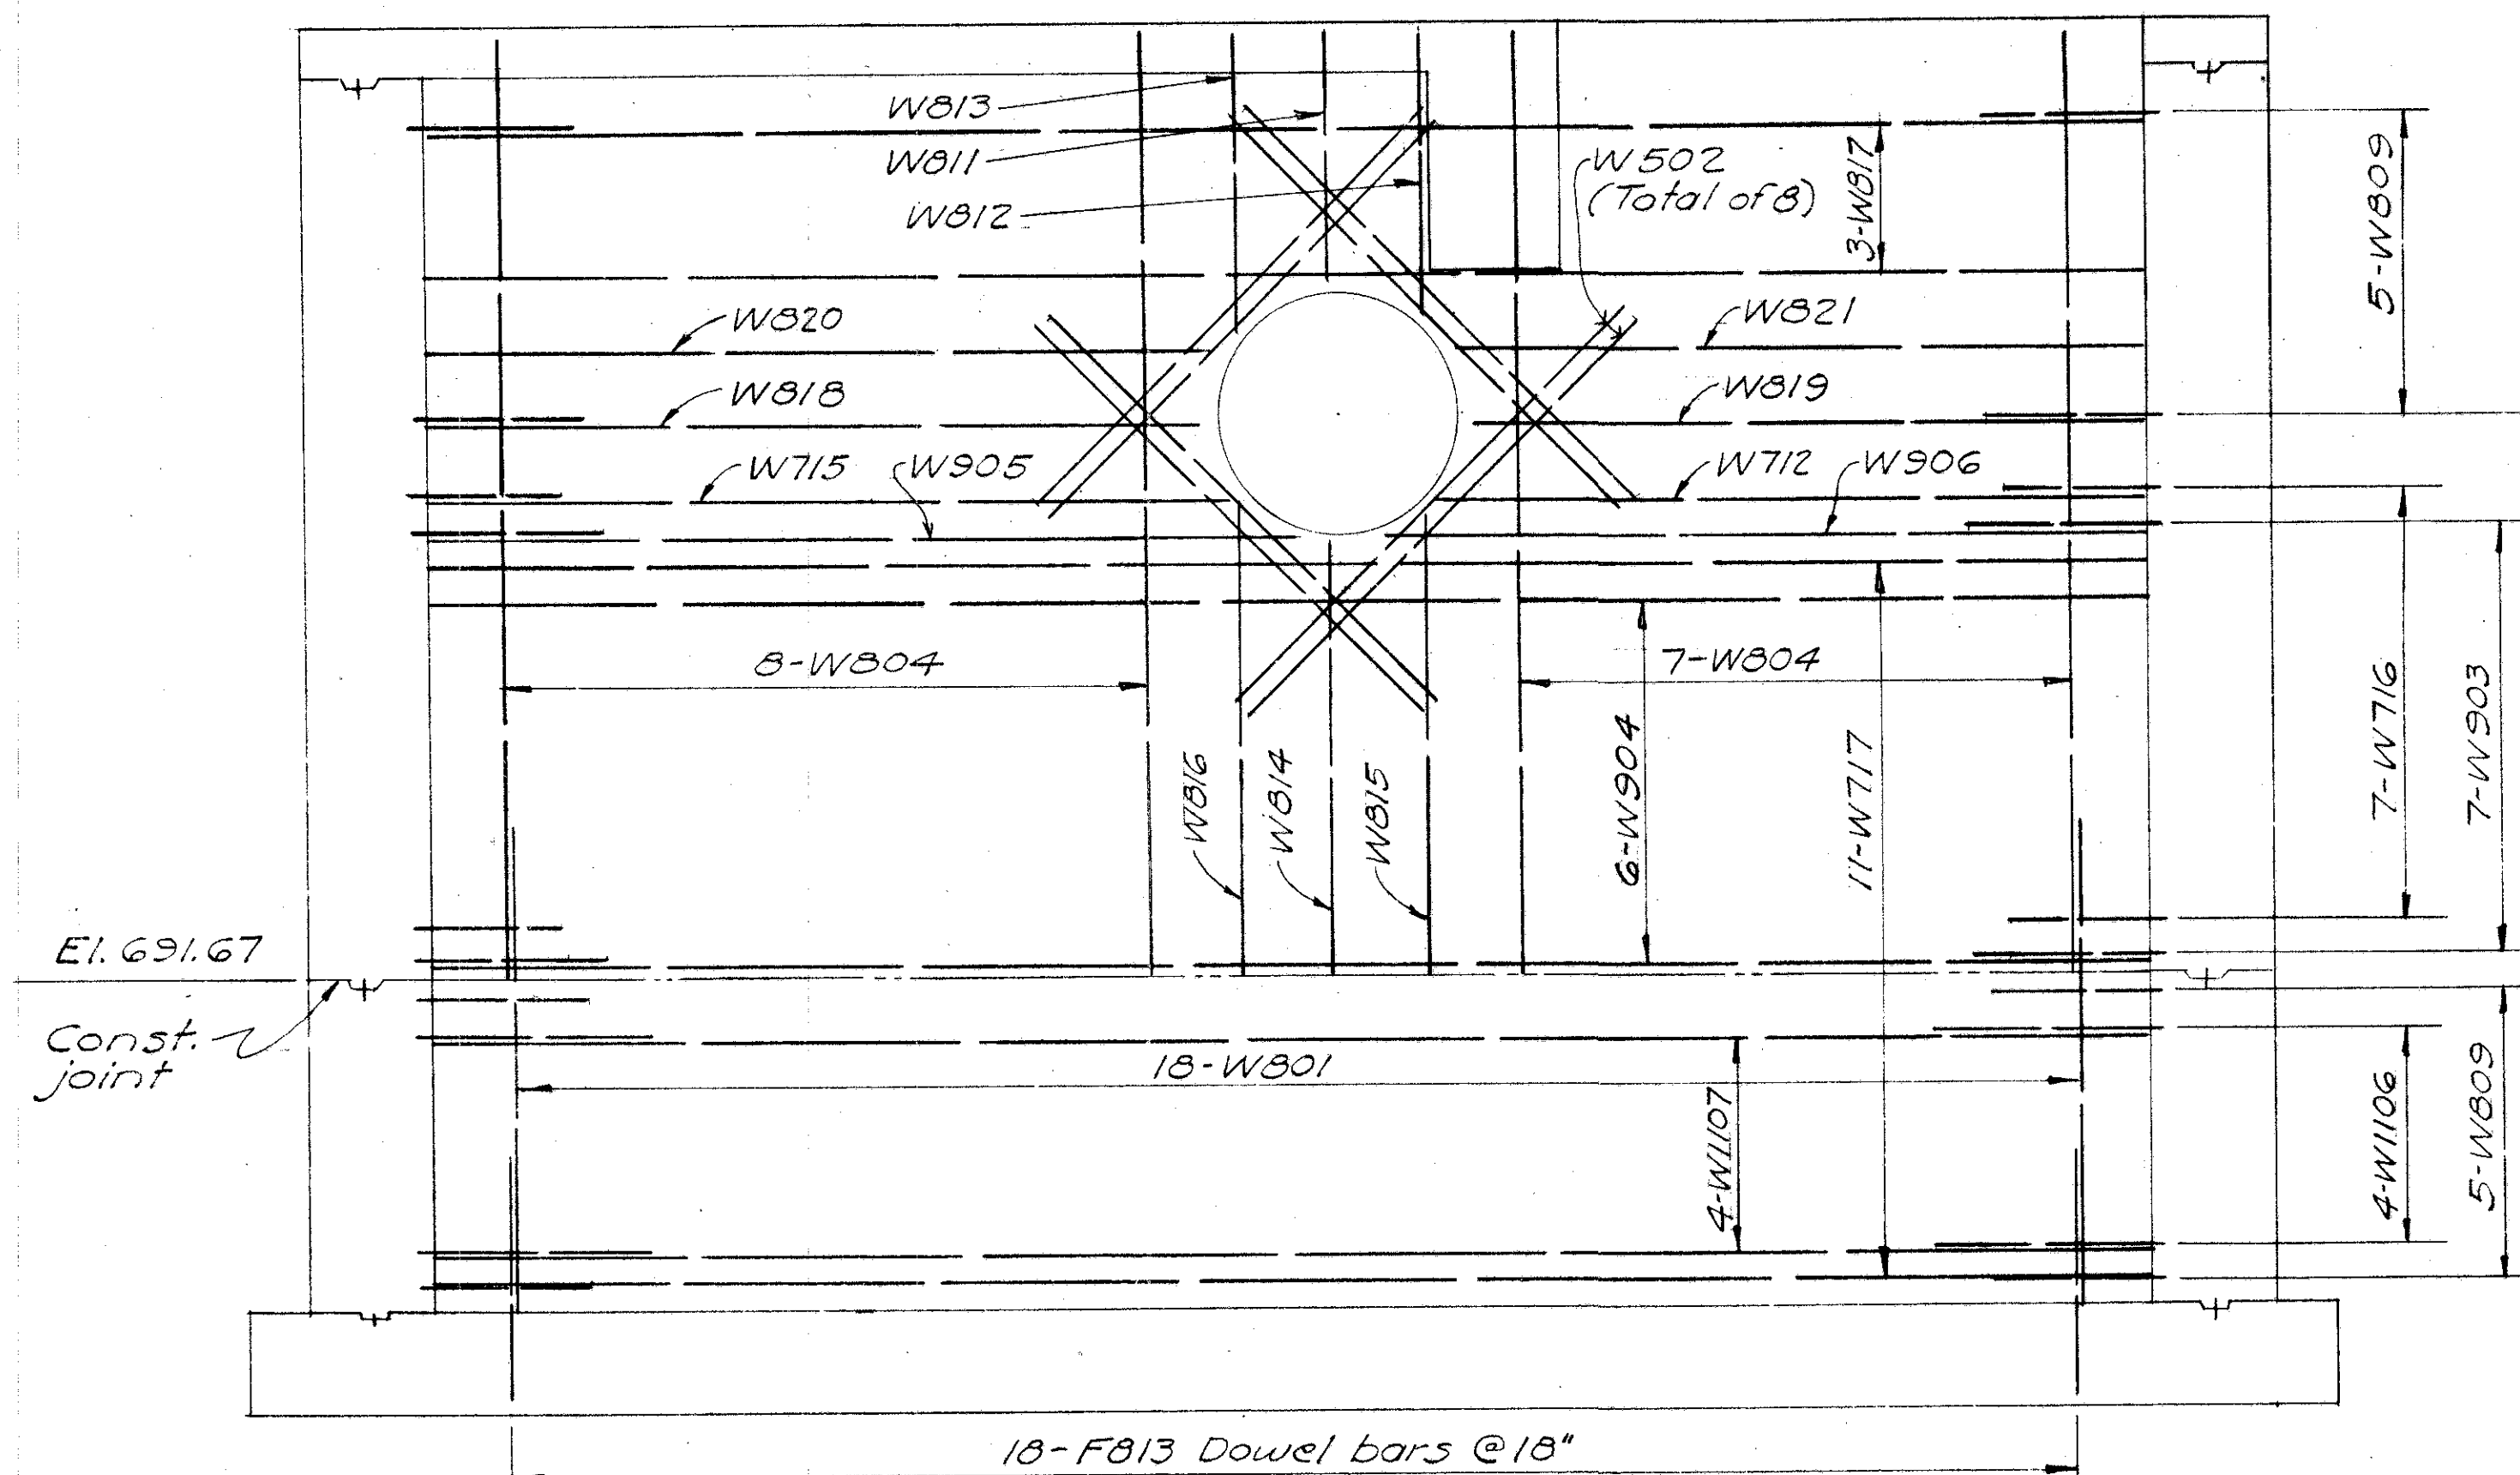 W813
W811
W812
W502
(Total of 8)
3-W817
5-W809
W820
W821
W818
W819
W715
W905
W712
W906
8-W804
7-W804
7-W716
7-W903
6-W904
11-W717
W816
W814
W815
El. 691.67
Const.
joint
18-W801
4-W1107
4-W1106
5-W809
18-F813 Dowel bars @ 18"